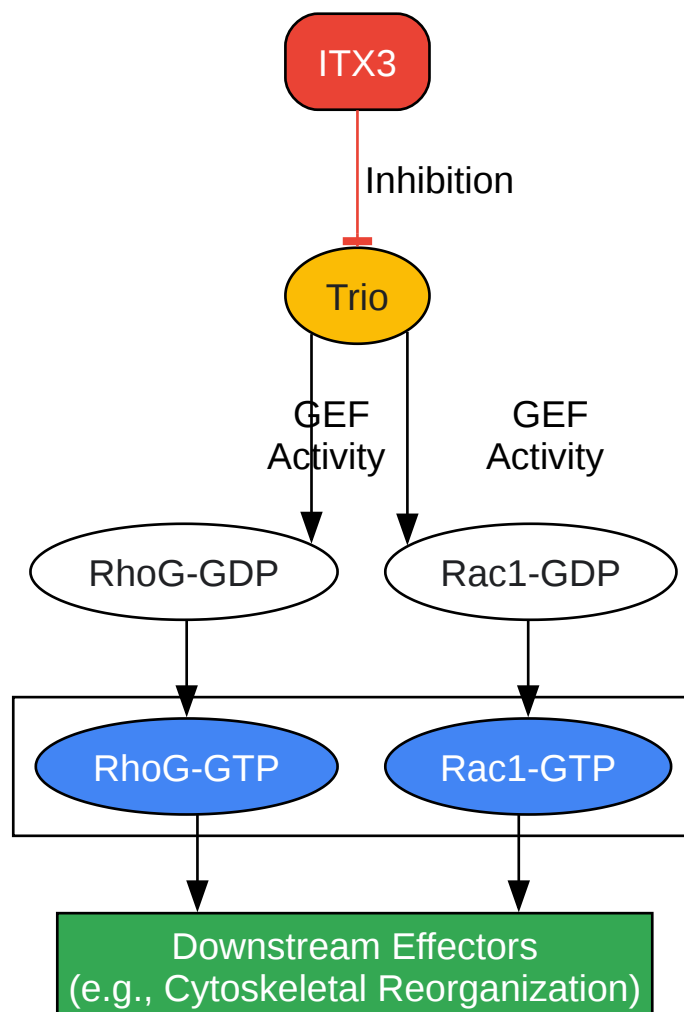 ITX3
Inhibition
Trio
GEF
Activity
GEF
Activity
RhoG-GDP
Rac1-GDP
RhoG-GTP
Rac1-GTP
Downstream Effectors
(e.g., Cytoskeletal Reorganization)